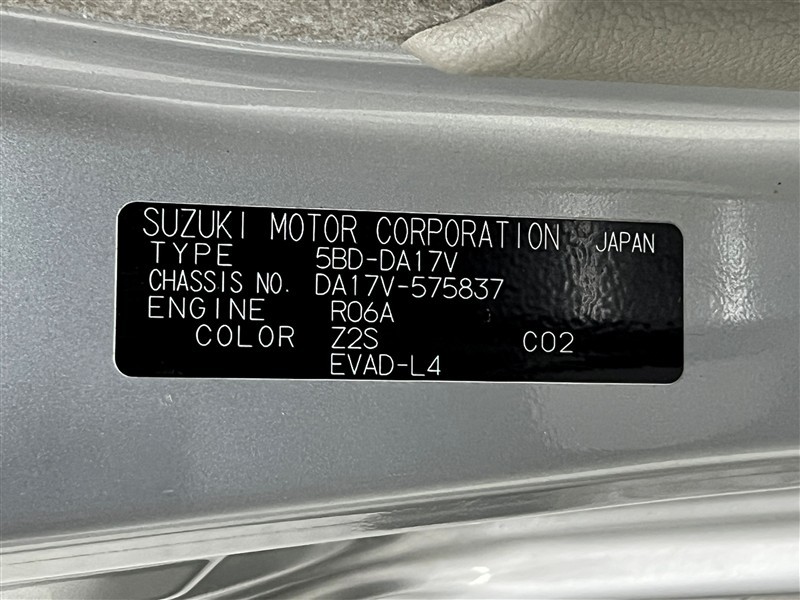 SUZUKI MOTOR CORPORATION JAPAN
TYPE 5BD-DA17V
CHASSIS NO. DA17V-575837
ENGINE R06A
COLOR Z2S C02
EVAD-L4